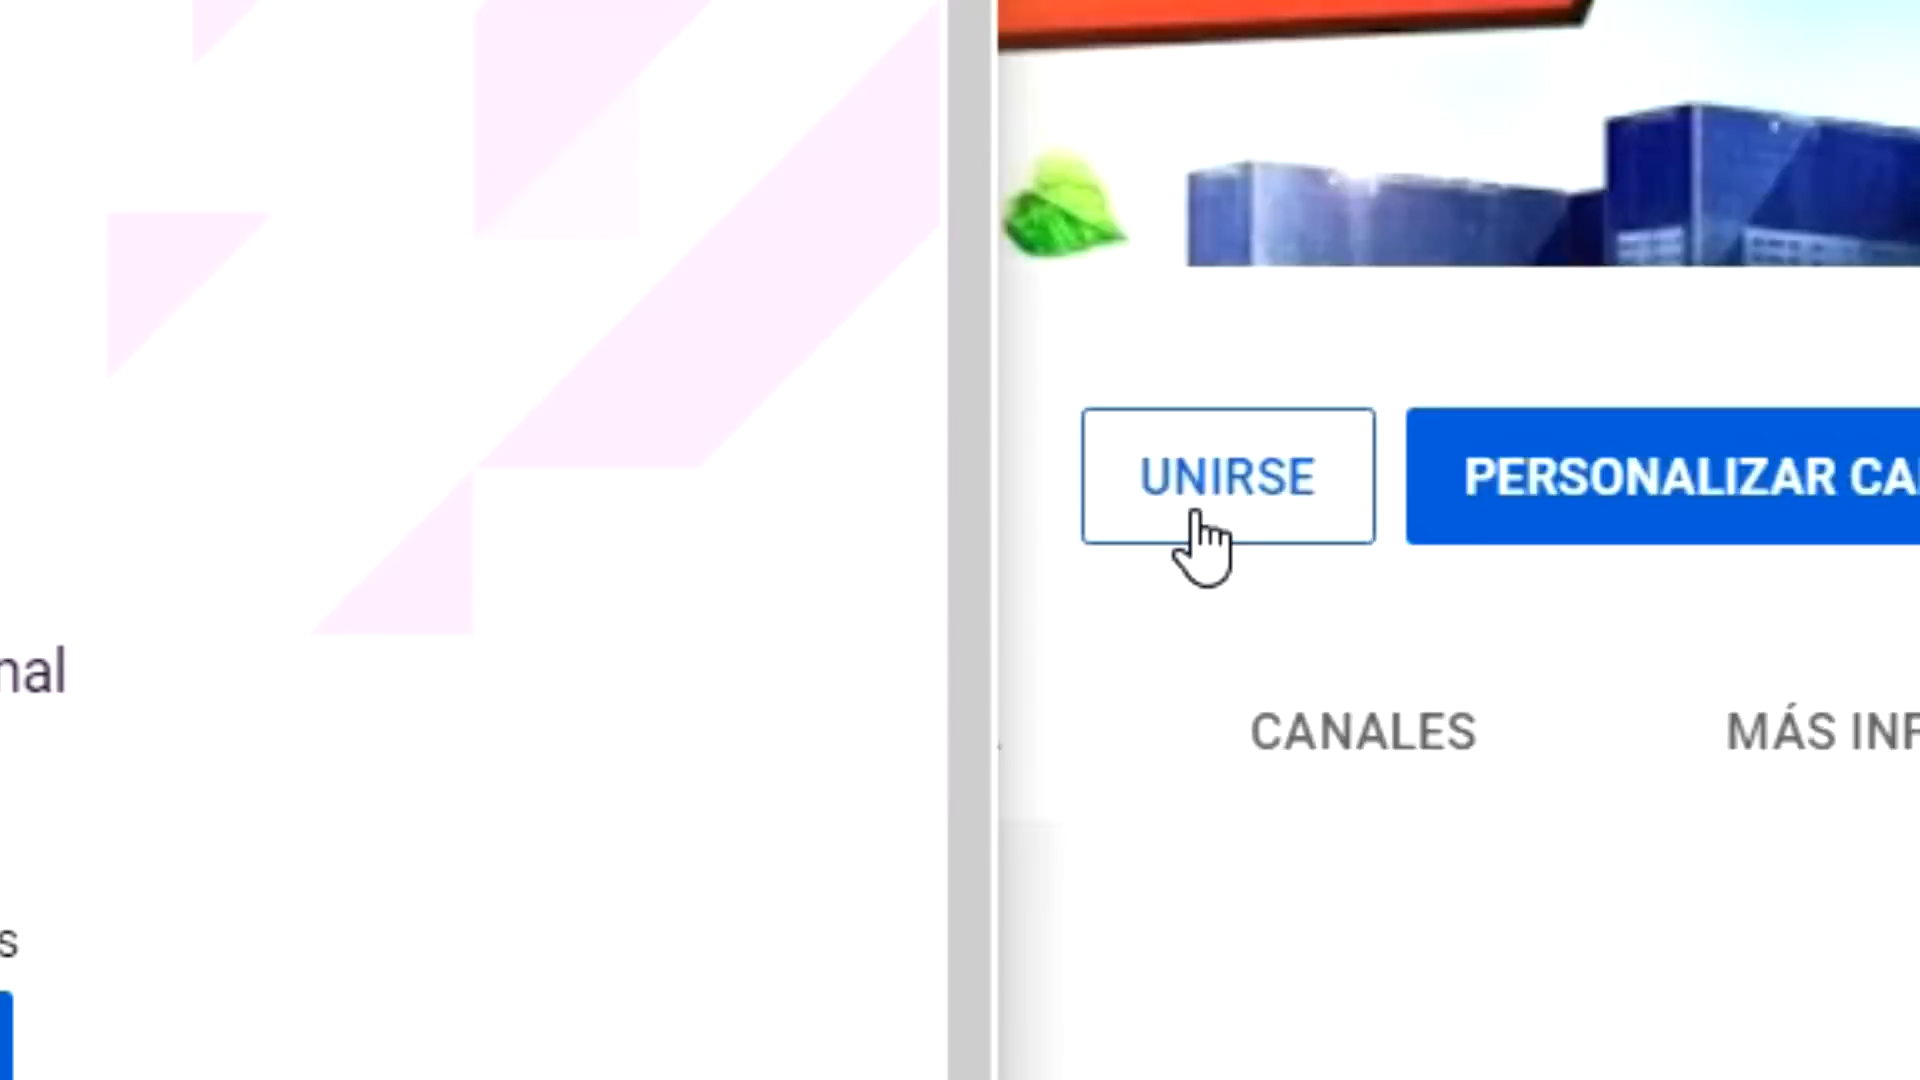 UNIRSE
PERSONALIZAR CA
CANALES
MÁS INF
nal
s